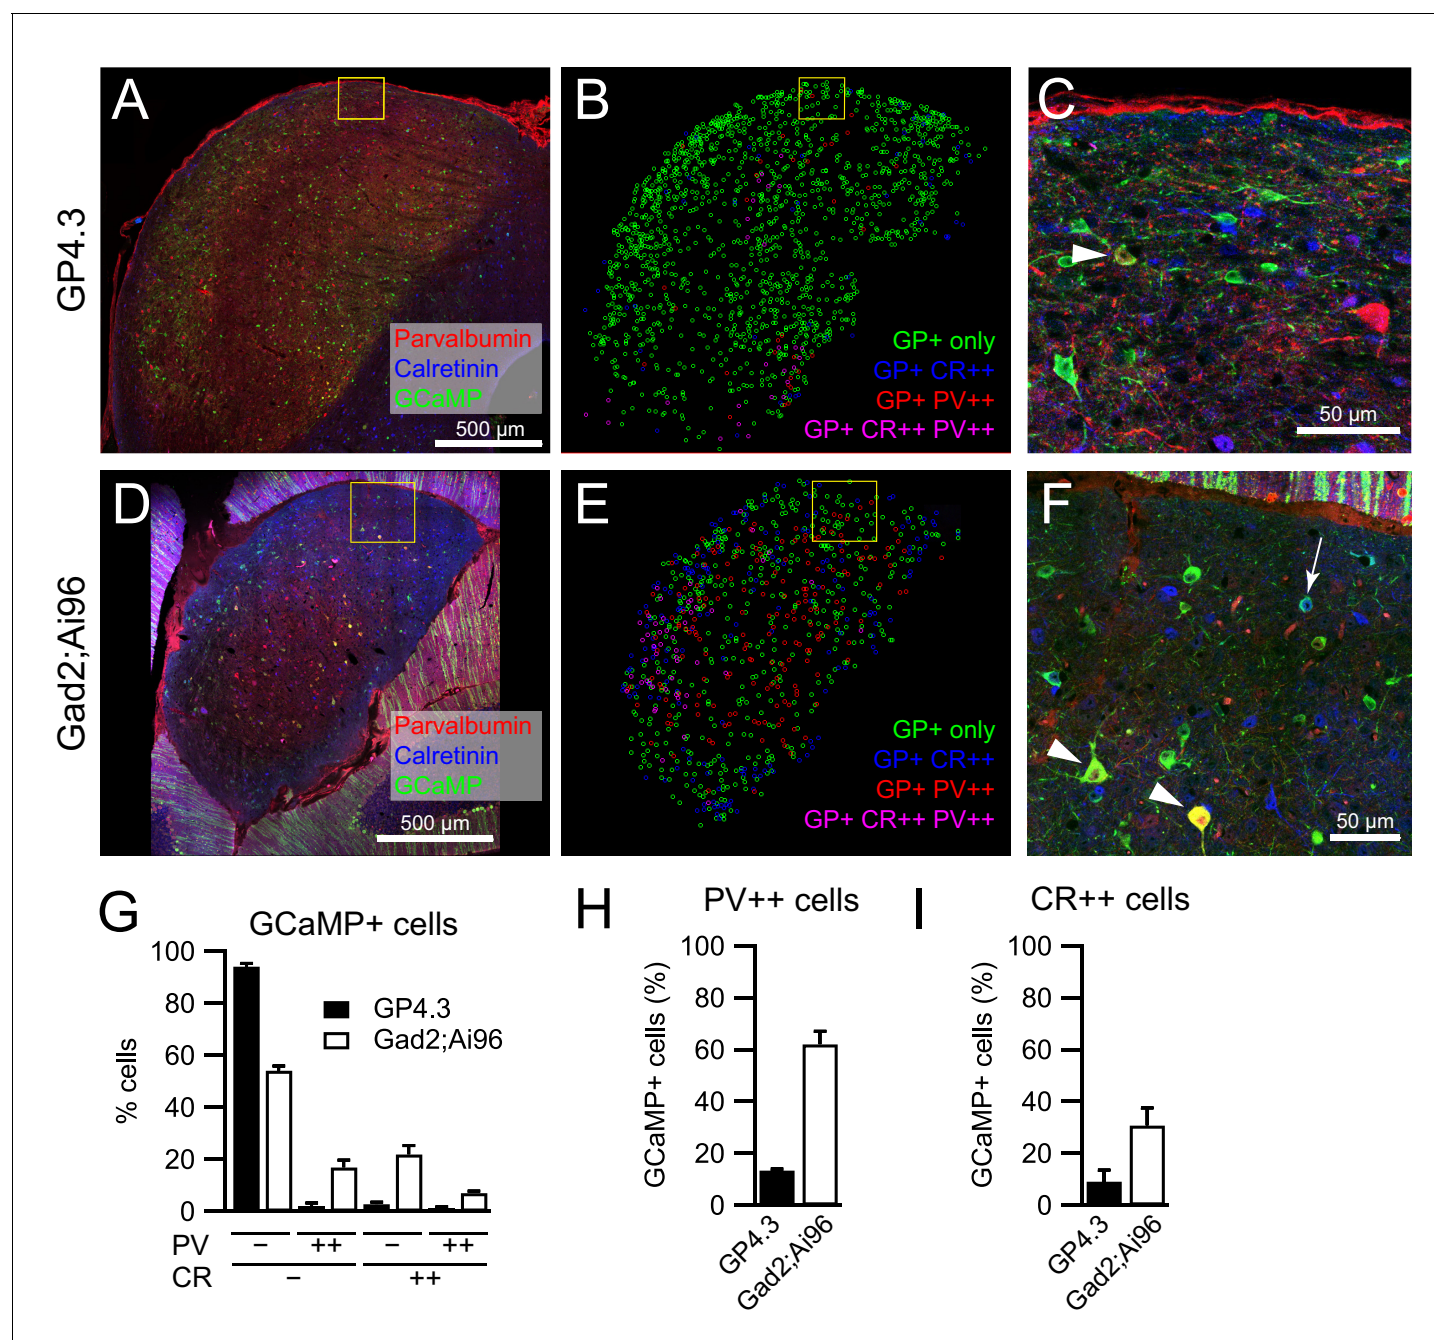 A
B
C
GP4.3
Parvalbumin
Calretinin
GCaMP
500 µm
GP+ only
GP+ CR++
GP+ PV++
GP+ CR++ PV++
50 µm
D
E
F
Gad2;Ai96
Parvalbumin
Calretinin
GCaMP
500 µm
GP+ only
GP+ CR++
GP+ PV++
GP+ CR++ PV++
50 µm
G
GCaMP+ cells
% cells
100
80
60
40
20
0
GP4.3
Gad2;Ai96
PV − ++ − ++
CR − ++
H
PV++ cells
GCaMP+ cells (%)
100
80
60
40
20
0
GP4.3
Gad2;Ai96
I
CR++ cells
GCaMP+ cells (%)
100
80
60
40
20
0
GP4.3
Gad2;Ai96